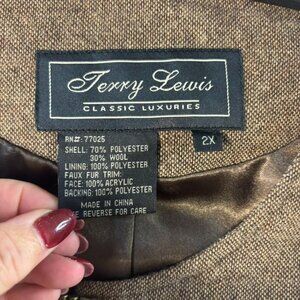 Terry Lewis
CLASSIC LUXURIES
2X
RN#: 77025
SHELL: 70% POLYESTER
30% WOOL
LINING: 100% POLYESTER
FAUX FUR TRIM:
FACE: 100% ACRYLIC
BACKING: 100% POLYESTER
MADE IN CHINA
REVERSE FOR CARE